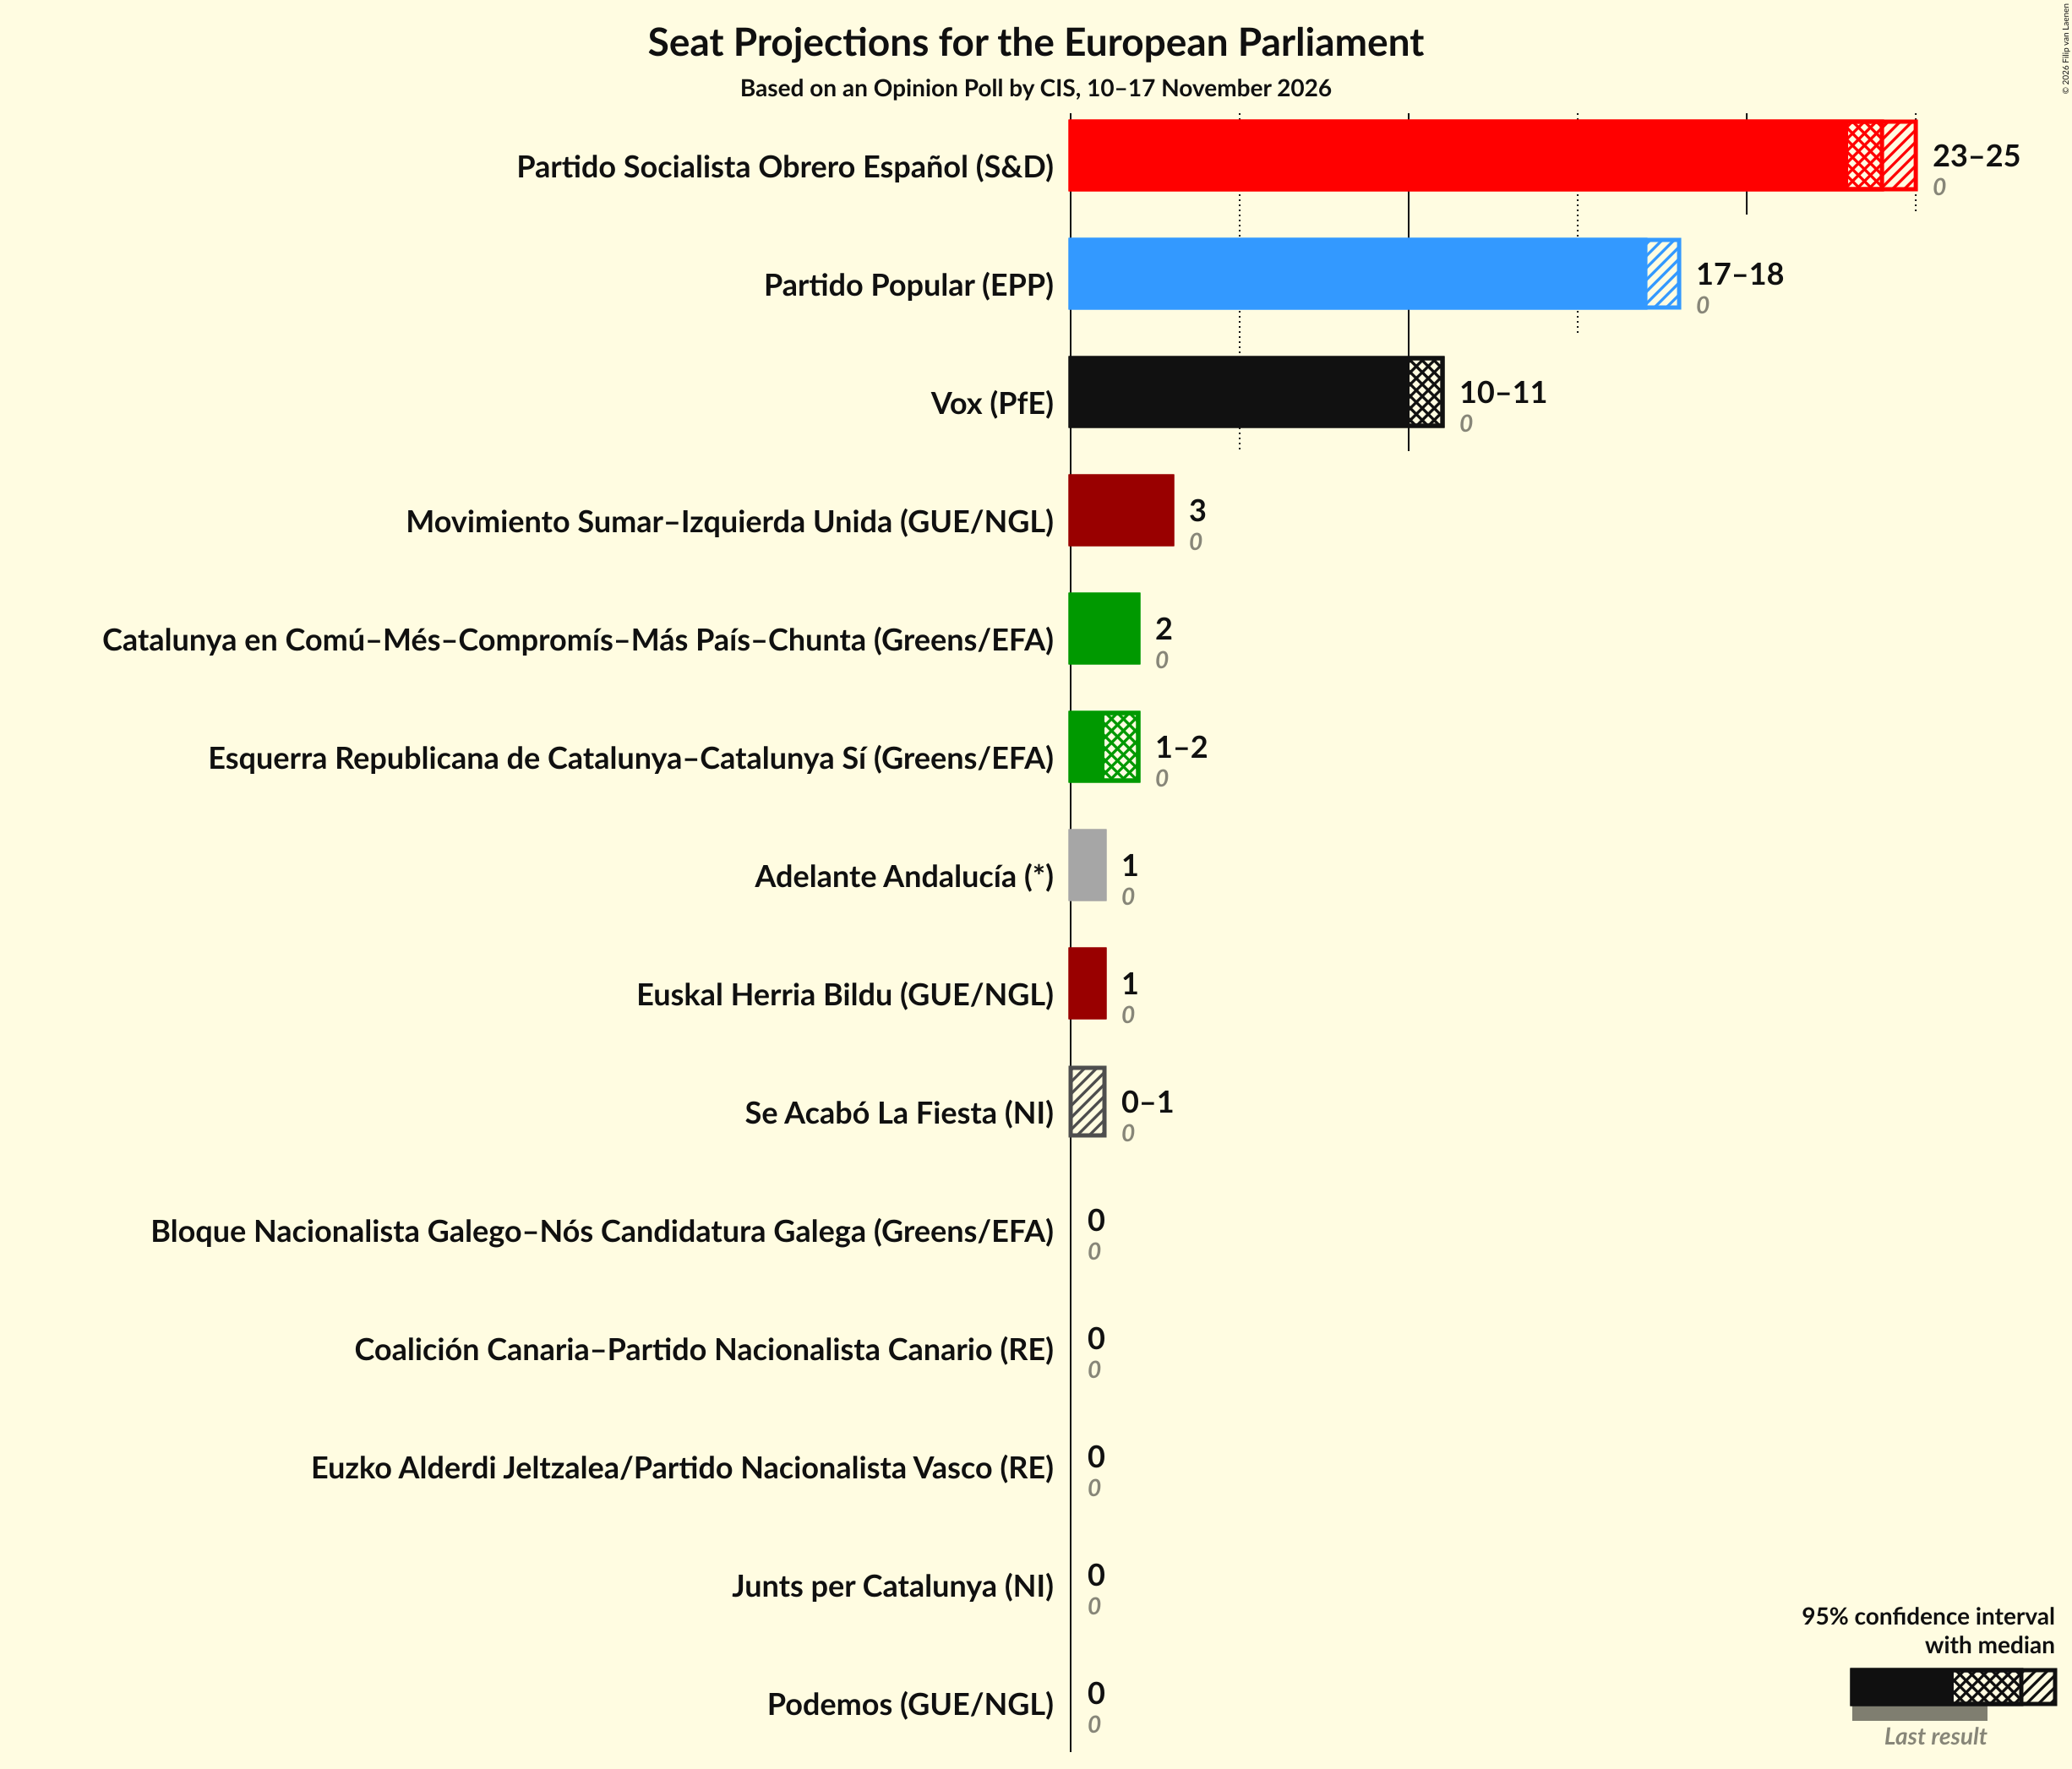 Seat Projections for the European Parliament
Based on an Opinion Poll by CIS, 10–17 November 2026
© 2026 Filip van Laenen
Partido Socialista Obrero Español (S&D)
23–25
0
Partido Popular (EPP)
17–18
0
Vox (PfE)
10–11
0
Movimiento Sumar–Izquierda Unida (GUE/NGL)
3
0
Catalunya en Comú–Més–Compromís–Más País–Chunta (Greens/EFA)
2
0
Esquerra Republicana de Catalunya–Catalunya Sí (Greens/EFA)
1–2
0
Adelante Andalucía (*)
1
0
Euskal Herria Bildu (GUE/NGL)
1
0
Se Acabó La Fiesta (NI)
0–1
0
Bloque Nacionalista Galego–Nós Candidatura Galega (Greens/EFA)
0
0
Coalición Canaria–Partido Nacionalista Canario (RE)
0
0
Euzko Alderdi Jeltzalea/Partido Nacionalista Vasco (RE)
0
0
Junts per Catalunya (NI)
0
0
Podemos (GUE/NGL)
0
0
95% confidence interval
with median
Last result